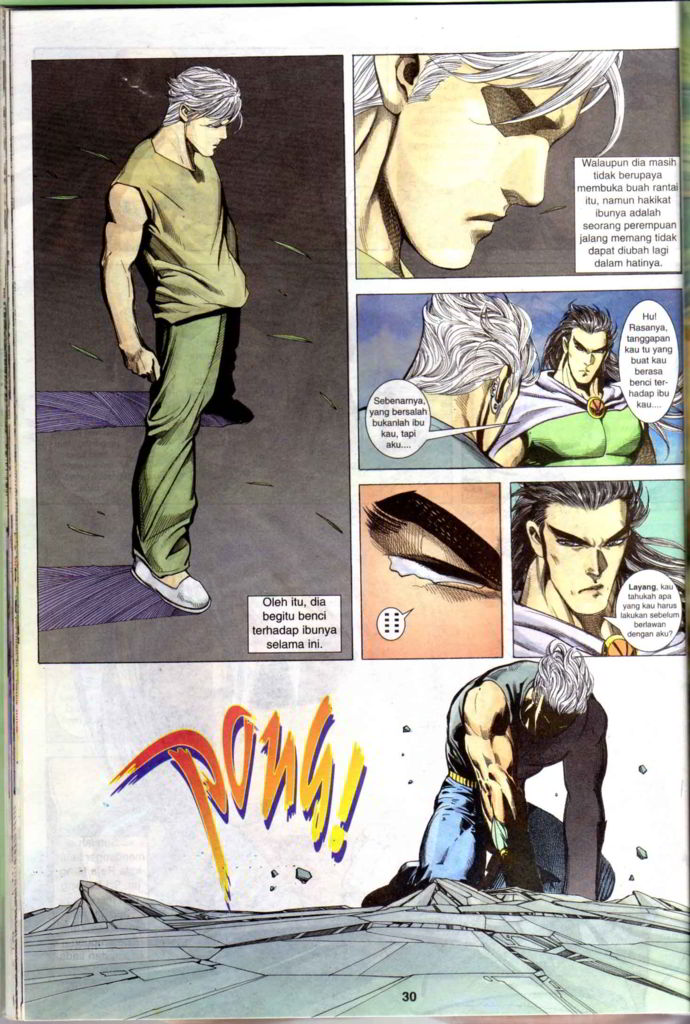 Oleh itu, dia
begitu benci
terhadap ibunya
selama ini.
Walaupun dia masih
tidak berupaya
membuka buah rantai
itu, namun hakikat
ibunya adalah
seorang perempuan
jalang memang tidak
dapat diubah lagi
dalam hatinya.
Hu!
Rasanya,
tanggapan
kau tu yang
buat kau
berasa
benci ter-
hadap ibu
kau....
Sebenarnya,
yang bersalah
bukanlah ibu
kau, tapi
aku....
Layang, kau
tahukah apa
yang kau harus
lakukan sebelum
berlawan
dengan aku?
PONG!
30